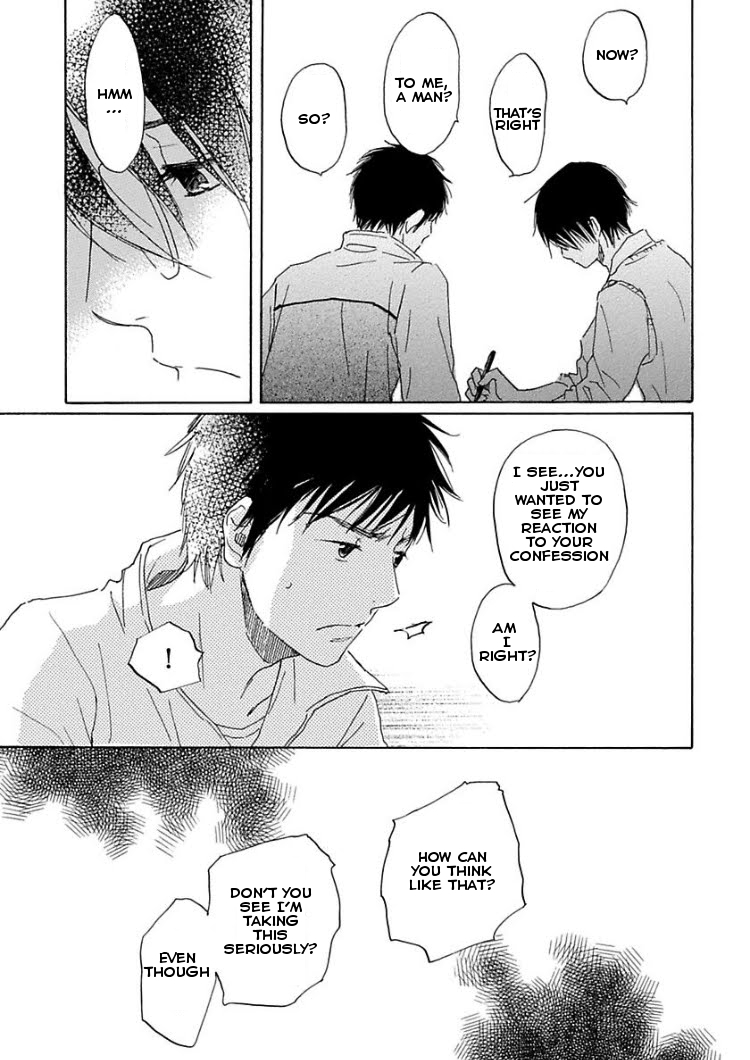 NOW?
THAT'S
RIGHT
TO ME,
A MAN?
SO?
HMM
...
I SEE...YOU
JUST
WANTED TO
SEE MY
REACTION
TO YOUR
CONFESSION
AM
I
RIGHT?
!
HOW CAN
YOU THINK
LIKE THAT?
DON'T YOU
SEE I'M
TAKING
THIS
SERIOUSLY?
EVEN
THOUGH